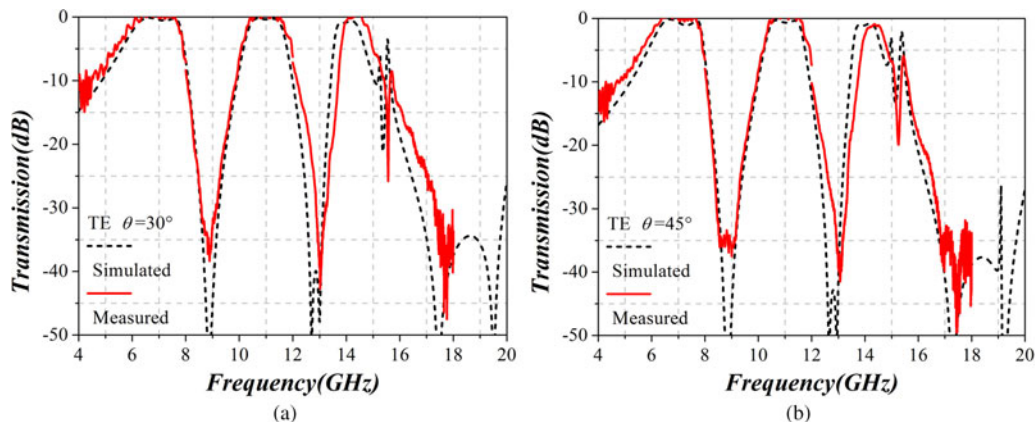 0
-10
-20
-30
-40
-50
Transmission(dB)
TE θ=30°
Simulated
Measured
4 6 8 10 12 14 16 18 20
Frequency(GHz)
(a)
0
-10
-20
-30
-40
-50
Transmission(dB)
TE θ=45°
Simulated
Measured
4 6 8 10 12 14 16 18 20
Frequency(GHz)
(b)